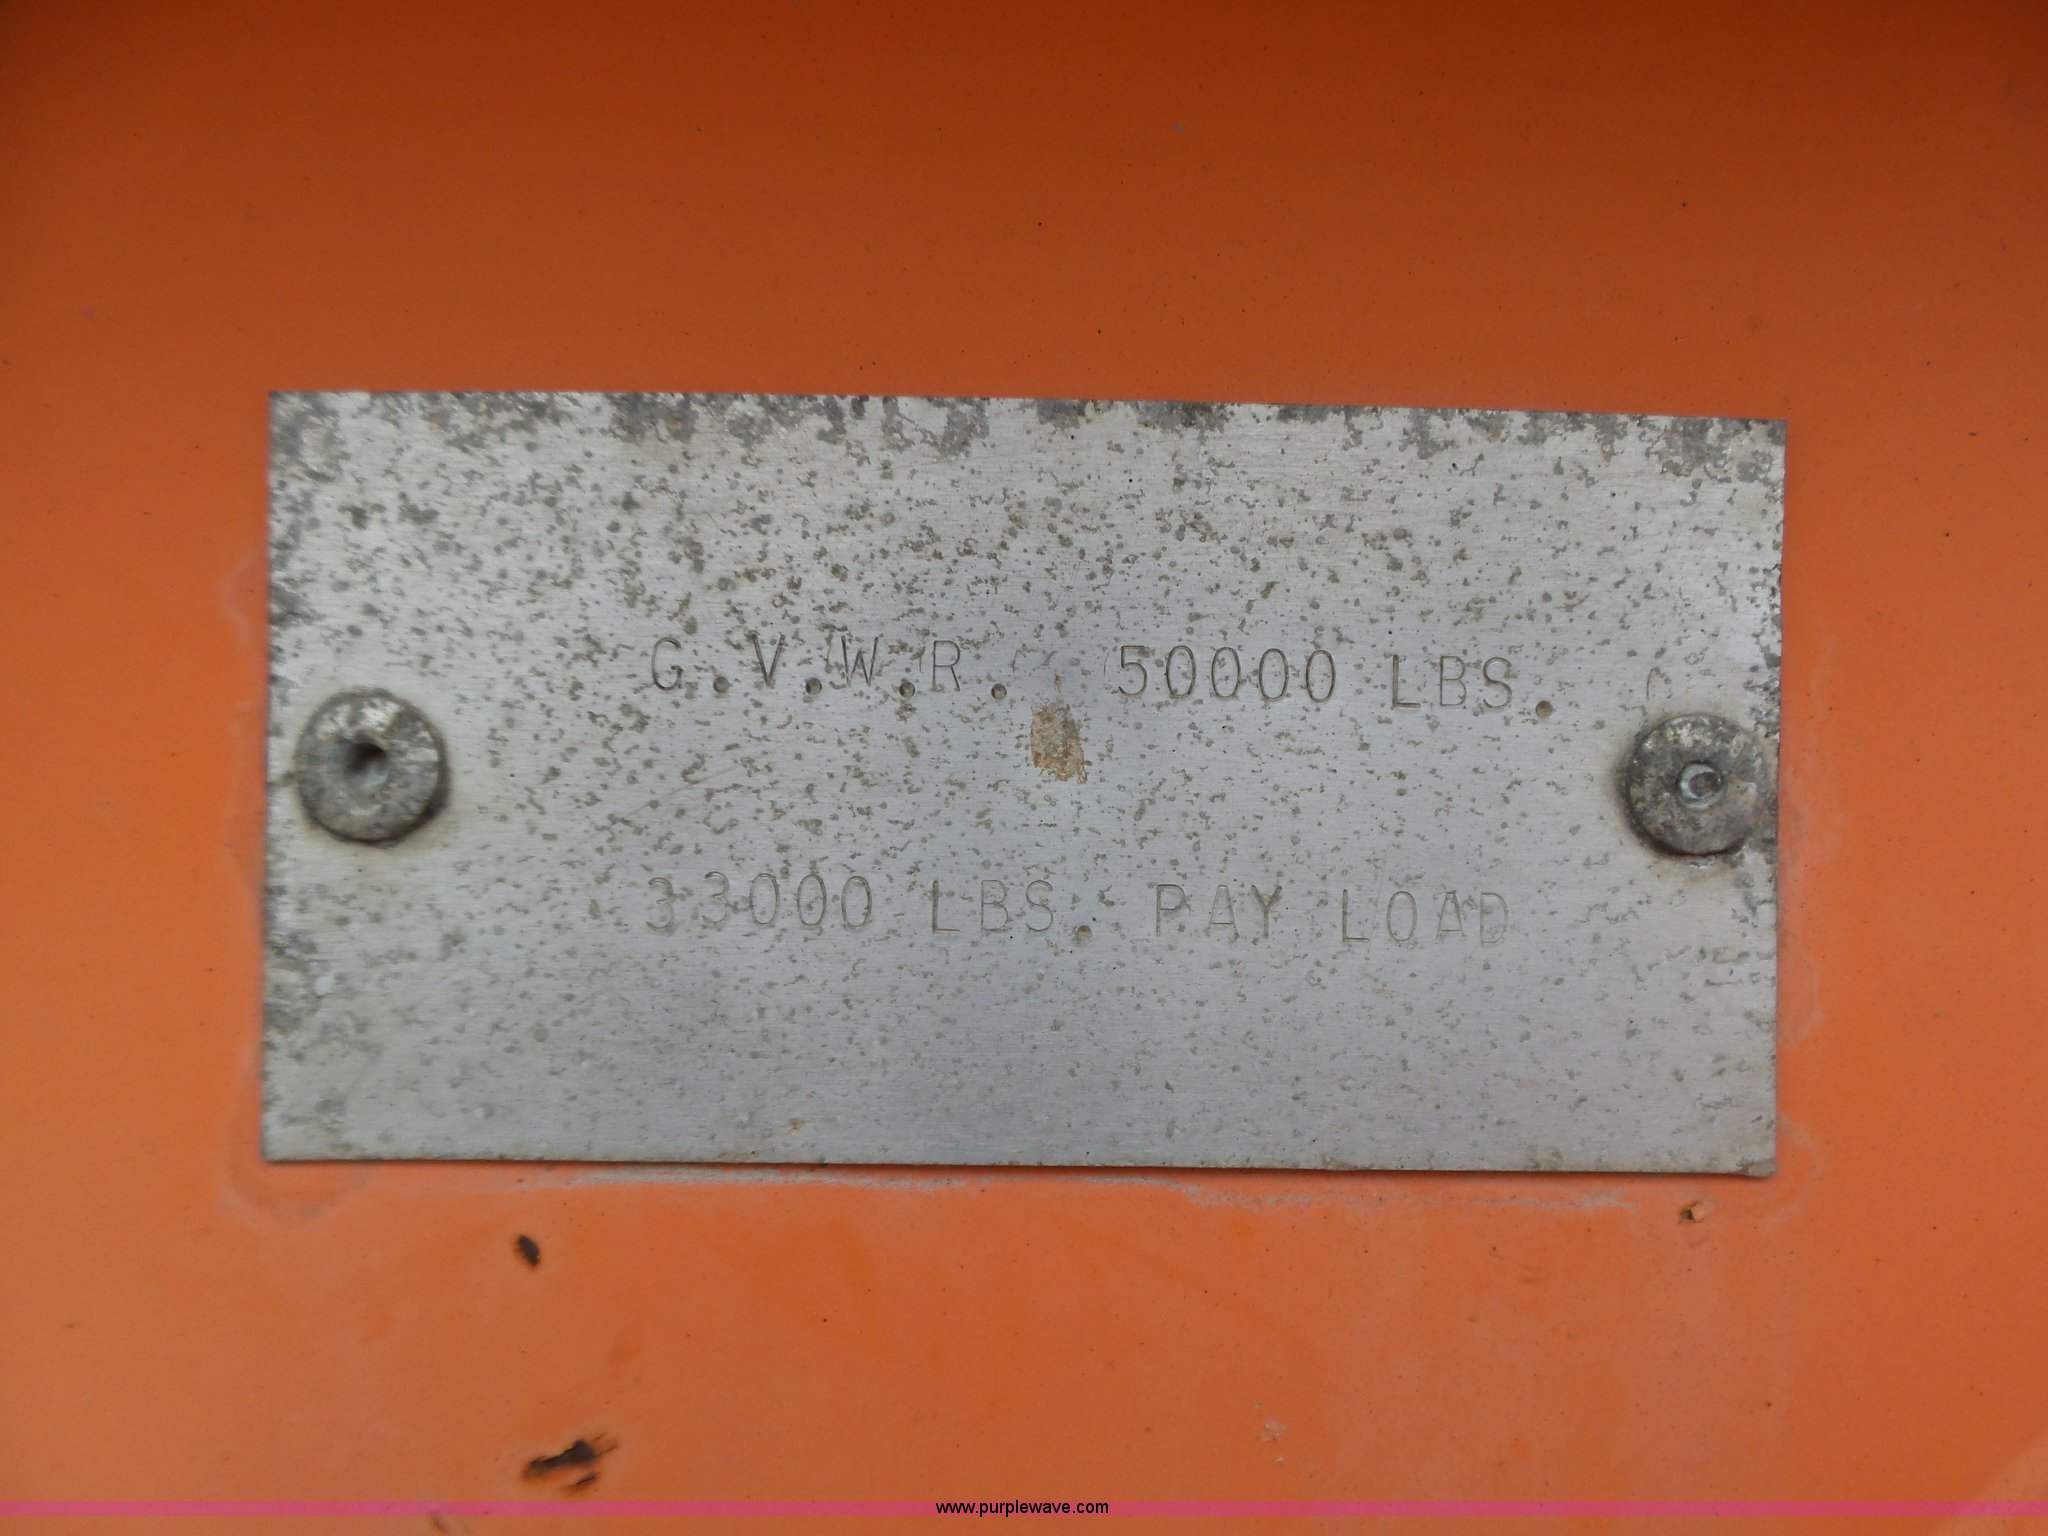 G.V.W.R. 50000 LBS.
33000 LBS. PAY LOAD
www.purplewave.com